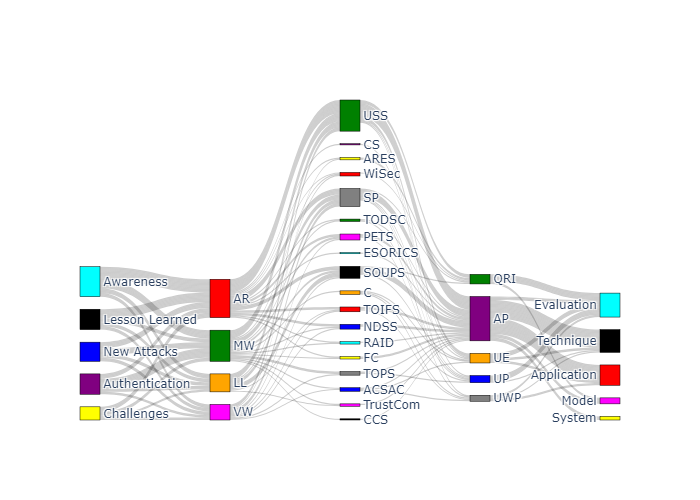 Awareness
Lesson Learned
New Attacks
Authentication
Challenges
AR
MW
LL
VW
USS
CS
ARES
WiSec
SP
TODSC
PETS
ESORICS
SOUPS
C
TOIFS
NDSS
RAID
FC
TOPS
ACSAC
TrustCom
CCS
QRI
AP
UE
UP
UWP
Evaluation
Technique
Application
Model
System